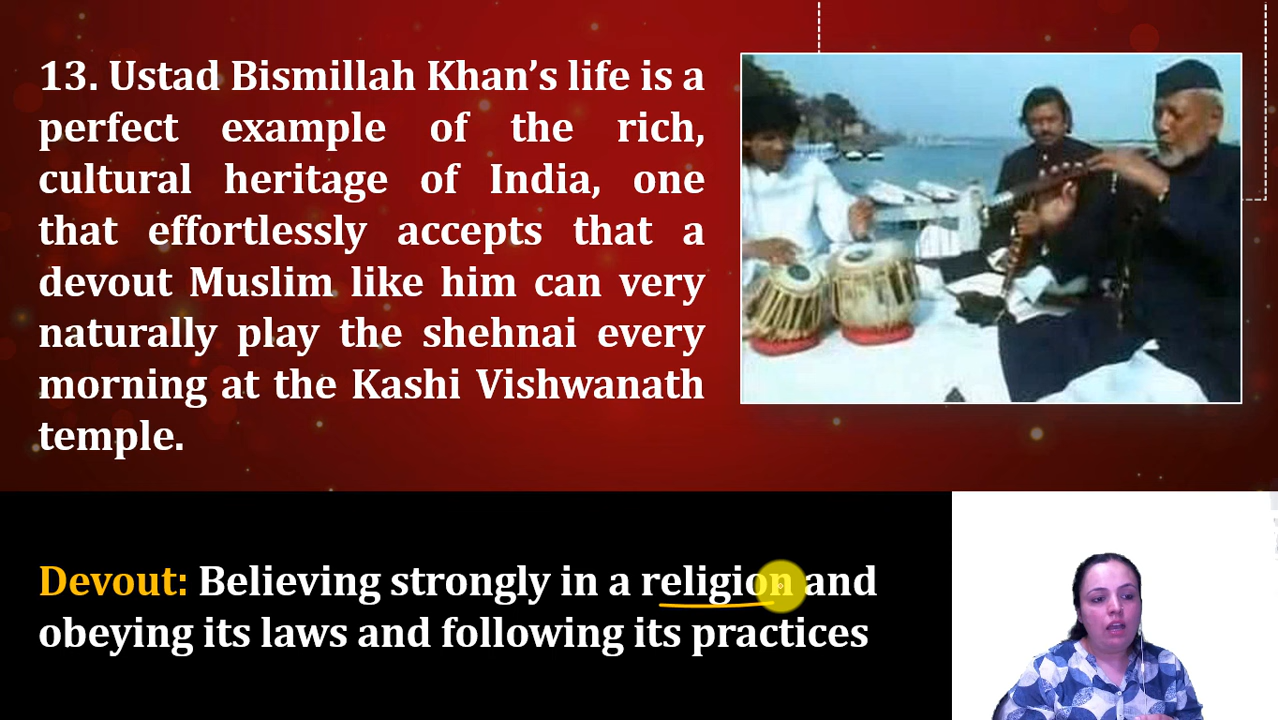 13. Ustad Bismillah Khan’s life is a
perfect example of the rich,
cultural heritage of India, one
that effortlessly accepts that a
devout Muslim like him can very
naturally play the shehnai every
morning at the Kashi Vishwanath
temple.
Devout: Believing strongly in a religion and
obeying its laws and following its practices